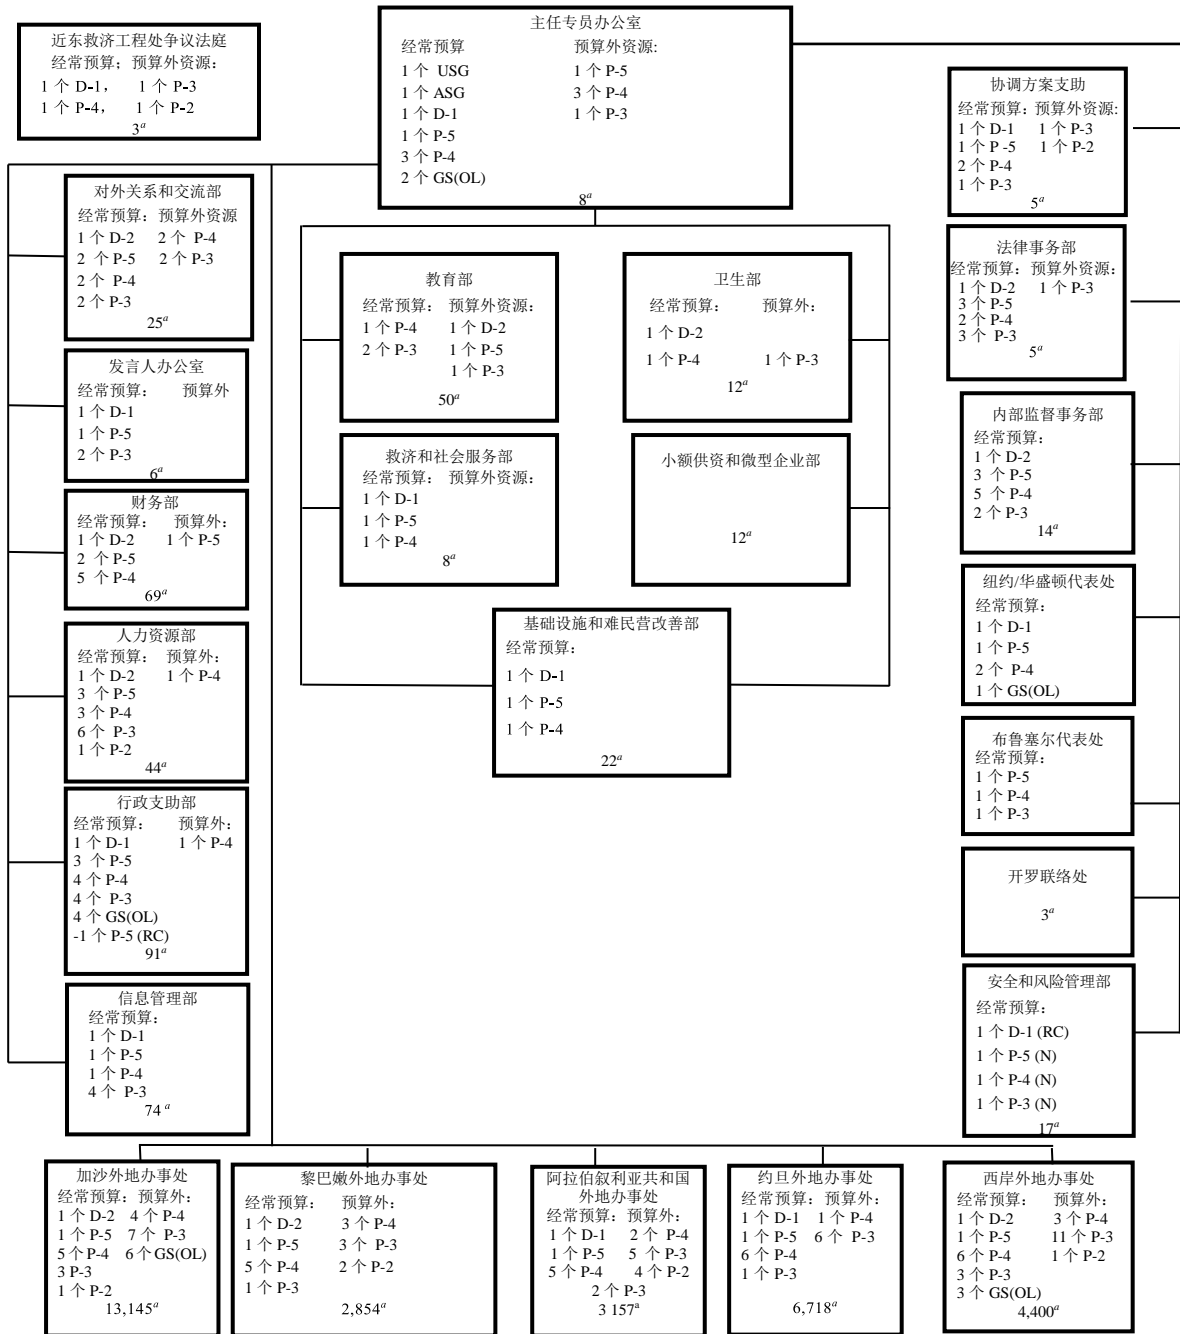 近东救济工程处争议法庭
经常预算； 预算外资源：
1 个 D-1， 1 个 P-3
1 个 P-4， 1 个 P-2
3a
主任专员办公室
经常预算 预算外资源:
1 个 USG 1 个 P-5
1 个 ASG 3 个 P-4
1 个 D-1 1 个 P-3
1 个 P-5
3 个 P-4
2 个 GS(OL)
8a
协调方案支助
经常预算： 预算外资源:
1 个 D-1 1 个 P-3
1 个 P -5 1 个 P-2
2 个 P-4
1 个 P-3
5a
对外关系和交流部
经常预算： 预算外资源
1 个 D-2 2 个 P-4
2 个 P-5 2 个 P-3
2 个 P-4
2 个 P-3
25a
教育部
经常预算： 预算外资源：
1 个 P-4 1 个 D-2
2 个 P-3 1 个 P-5
1 个 P-3
50a
卫生部
经常预算： 预算外：
1 个 D-2
1 个 P-4 1 个 P-3
12a
法律事务部
经常预算： 预算外资源：
1 个 D-2 1 个 P-3
3 个 P-5
2 个 P-4
3 个 P-3
5a
发言人办公室
经常预算： 预算外
1 个 D-1
1 个 P-5
2 个 P-3
6a
救济和社会服务部
经常预算： 预算外资源：
1 个 D-1
1 个 P-5
1 个 P-4
8a
小额供资和微型企业部
12a
内部监督事务部
经常预算：
1 个 D-2
3 个 P-5
5 个 P-4
2 个 P-3
14a
财务部
经常预算： 预算外：
1 个 D-2 1 个 P-5
2 个 P-5
5 个 P-4
69a
基础设施和难民营改善部
经常预算：
1 个 D-1
1 个 P-5
1 个 P-4
22a
纽约/华盛顿代表处
经常预算：
1 个 D-1
1 个 P-5
2 个 P-4
1 个 GS(OL)
人力资源部
经常预算： 预算外：
1 个 D-2 1 个 P-4
3 个 P-5
3 个 P-4
6 个 P-3
1 个 P-2
44a
布鲁塞尔代表处
经常预算：
1 个 P-5
1 个 P-4
1 个 P-3
行政支助部
经常预算： 预算外：
1 个 D-1 1 个 P-4
3 个 P-5
4 个 P-4
4 个 P-3
4 个 GS(OL)
-1 个 P-5 (RC)
91a
开罗联络处
3a
信息管理部
经常预算：
1 个 D-1
1 个 P-5
1 个 P-4
4 个 P-3
74 a
安全和风险管理部
经常预算：
1 个 D-1 (RC)
1 个 P-5 (N)
1 个 P-4 (N)
1 个 P-3 (N)
17a
加沙外地办事处
经常预算： 预算外：
1 个 D-2 4 个 P-4
1 个 P-5 7 个 P-3
5 个 P-4 6 个 GS(OL)
3 P-3
1 个 P-2
13,145a
黎巴嫩外地办事处
经常预算： 预算外：
1 个 D-2 3 个 P-4
1 个 P-5 3 个 P-3
5 个 P-4 2 个 P-2
1 个 P-3
2,854a
阿拉伯叙利亚共和国
外地办事处
经常预算： 预算外：
1 个 D-1 2 个 P-4
1 个 P-5 5 个 P-3
5 个 P-4 4 个 P-2
2 个 P-3
3 157a
约旦外地办事处
经常预算： 预算外：
1 个 D-1 1 个 P-4
1 个 P-5 6 个 P-3
6 个 P-4
1 个 P-3
6,718a
西岸外地办事处
经常预算： 预算外：
1 个 D-2 3 个 P-4
1 个 P-5 11 个 P-3
6 个 P-4 1 个 P-2
3 个 P-3
3 个 GS(OL)
4,400a